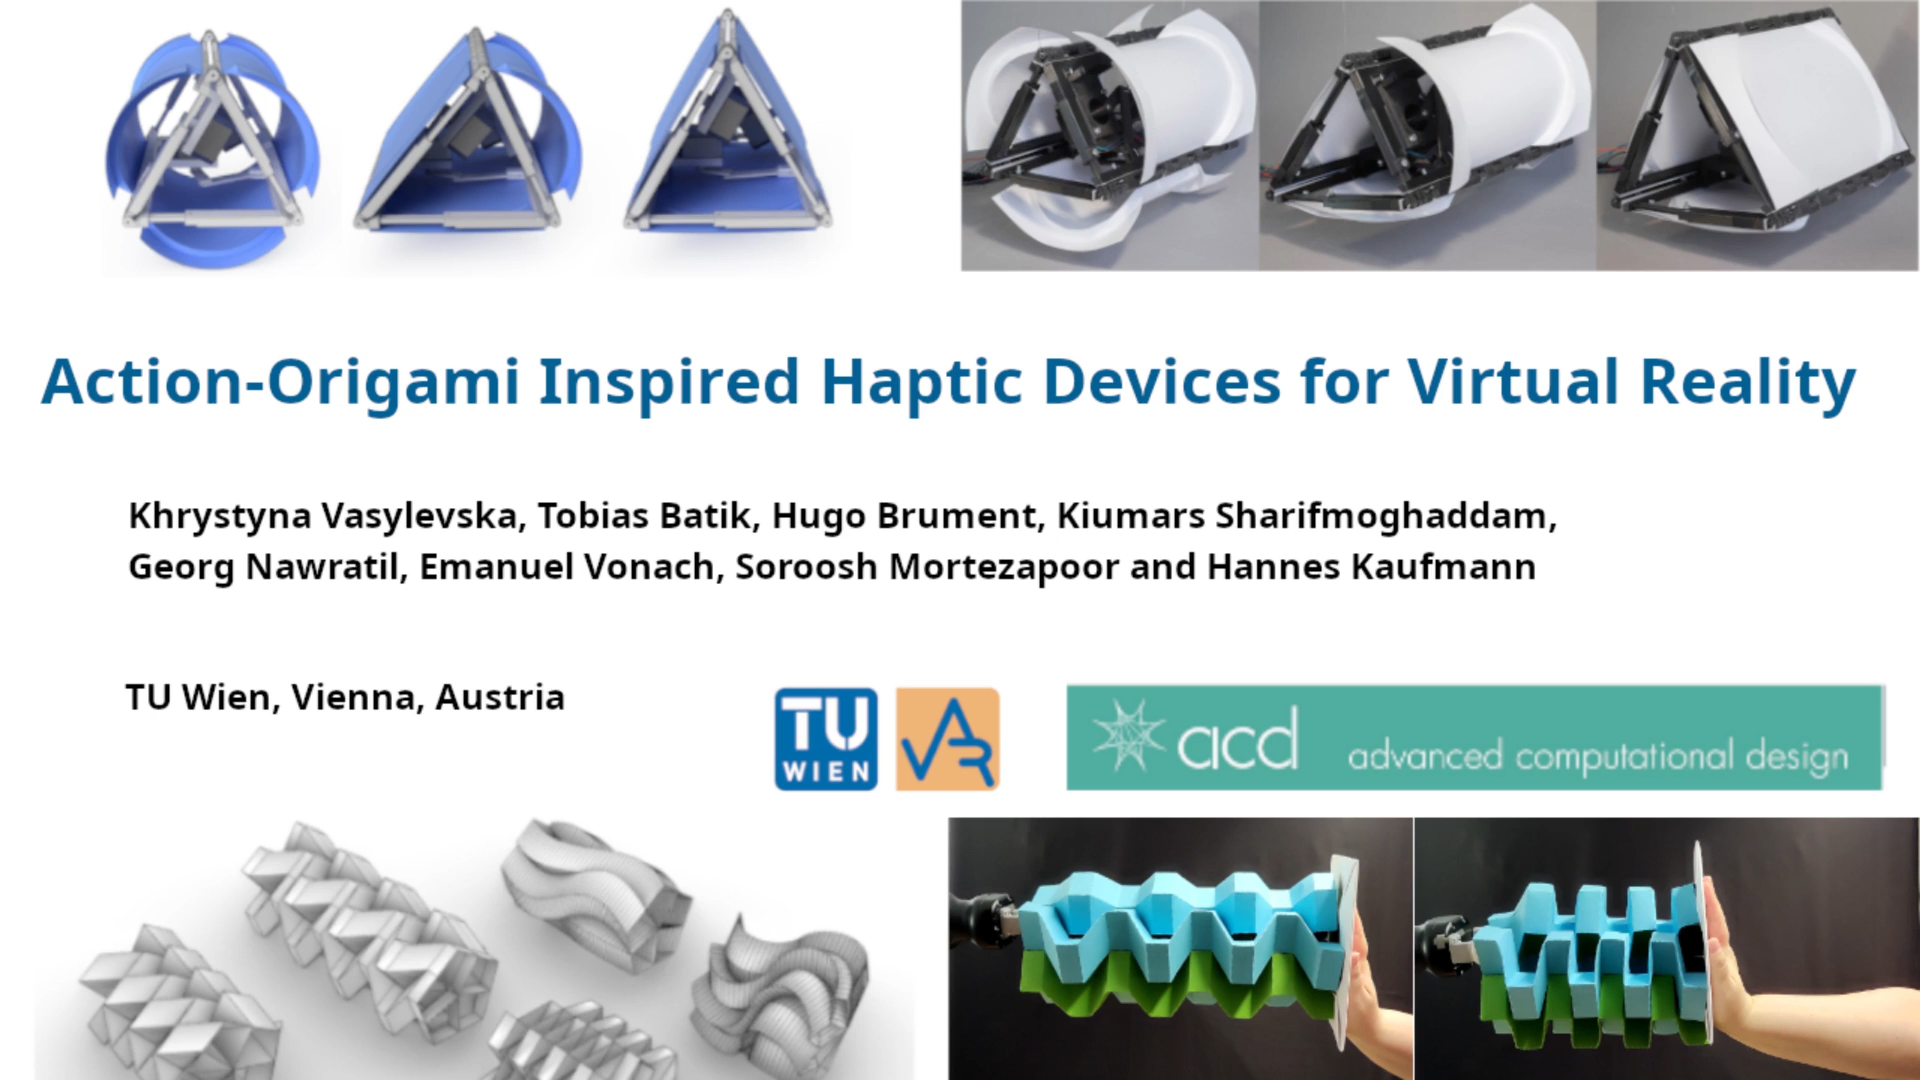 Action-Origami Inspired Haptic Devices for Virtual Reality
Khrystyna Vasylevska, Tobias Batik, Hugo Brument, Kiumars Sharifmoghaddam,
Georg Nawratil, Emanuel Vonach, Soroosh Mortezapoor and Hannes Kaufmann
TU Wien, Vienna, Austria
TU
WIEN
VAR
acd advanced computational design